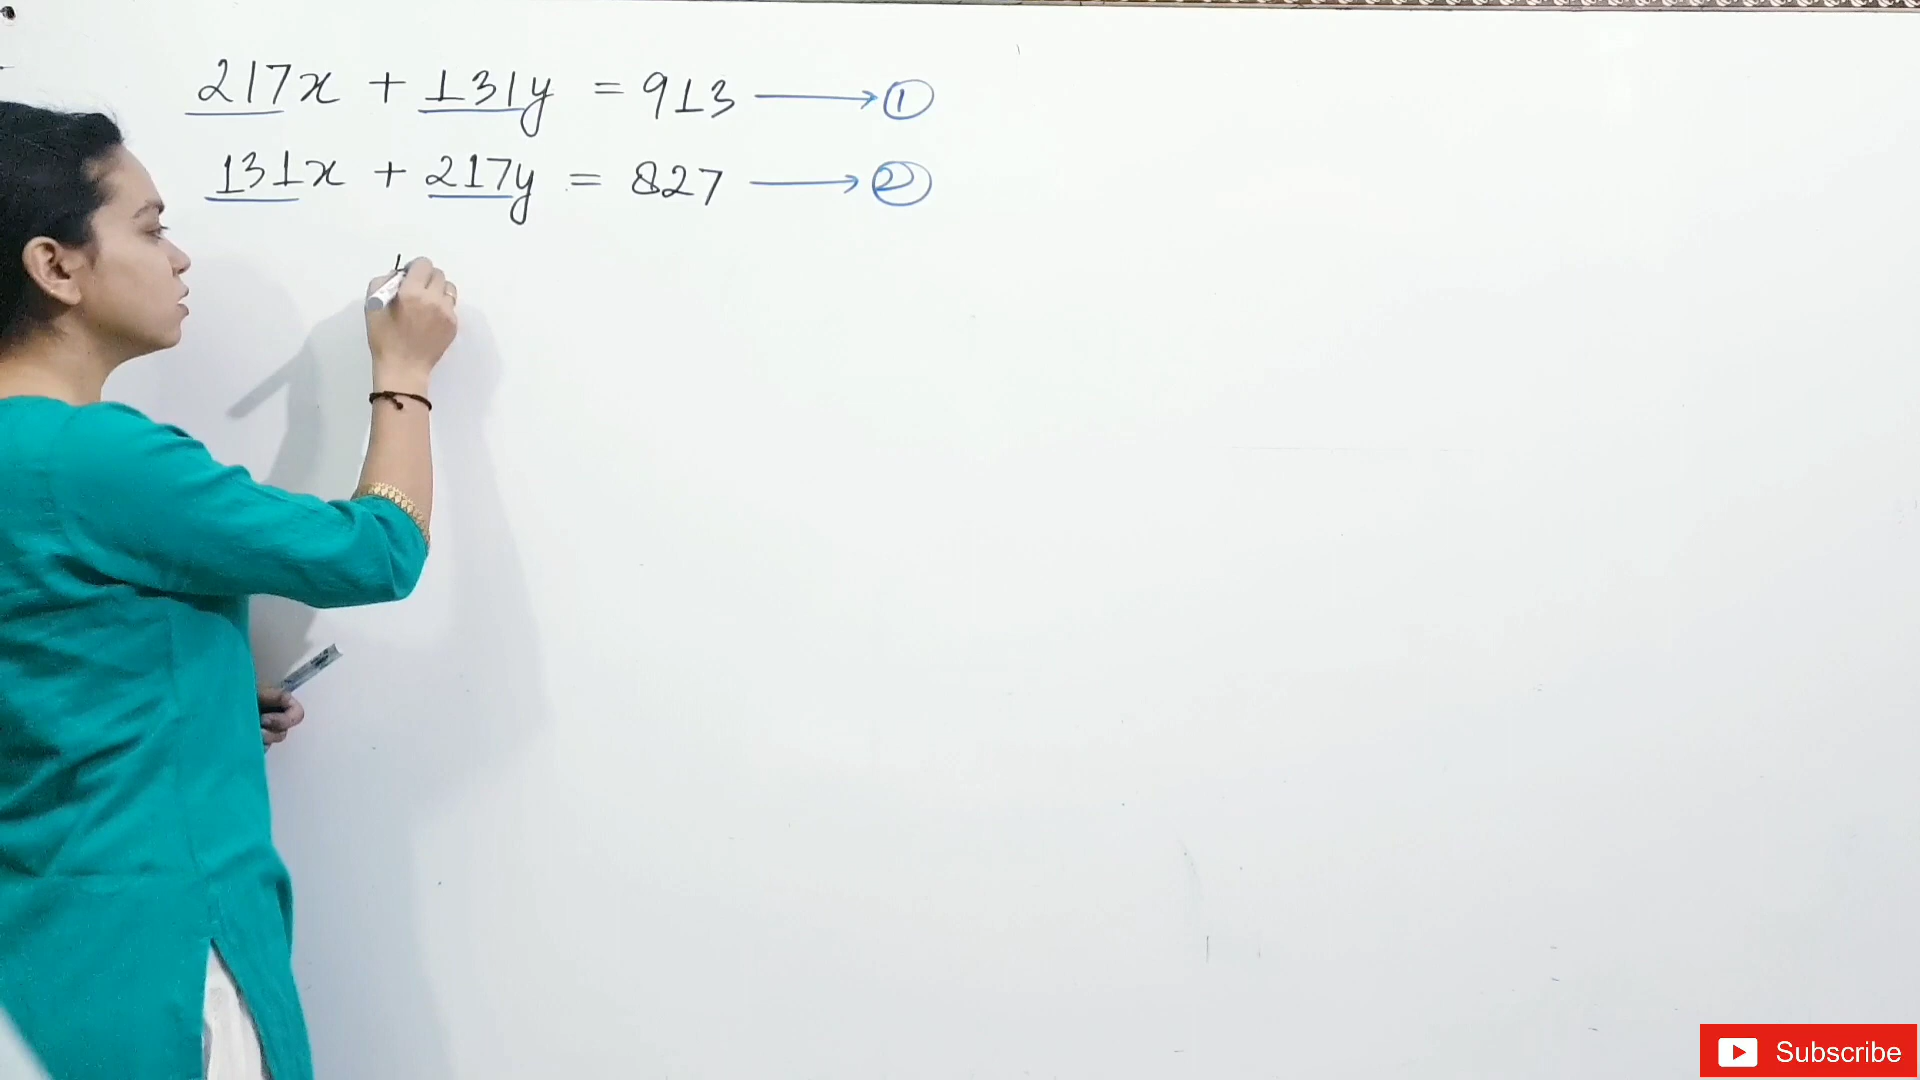 217x + 131y = 913 ⟶ ①
131x + 217y = 827 ⟶ ②
Subscribe